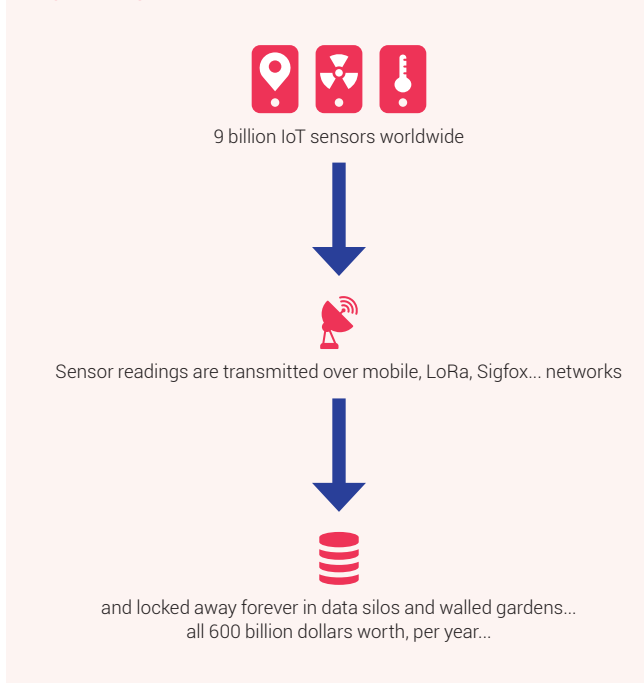 9 billion IoT sensors worldwide
Sensor readings are transmitted over mobile, LoRa, Sigfox... networks
and locked away forever in data silos and walled gardens...
all 600 billion dollars worth, per year...